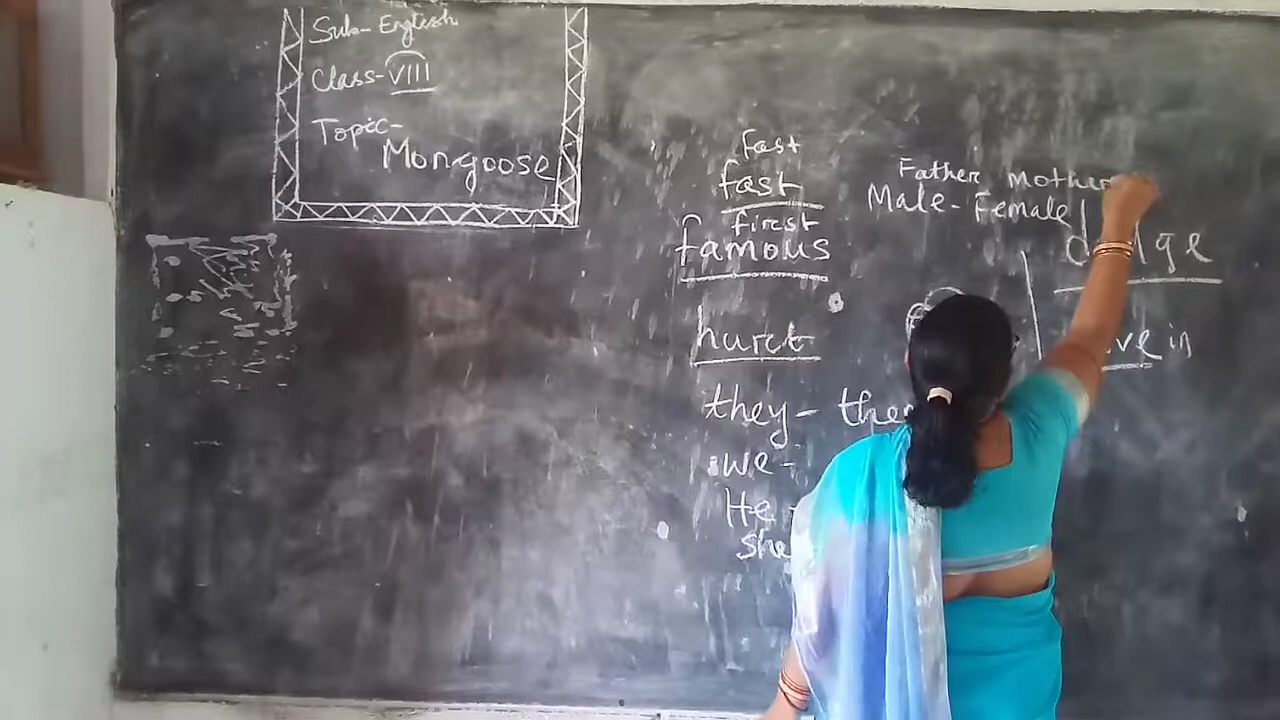 Sub- English
Class- VIII
Topic-
Mongoose
Fast
fast
first
famous
hurt
they -
we -
He -
She
Father mother
Male - Female
in